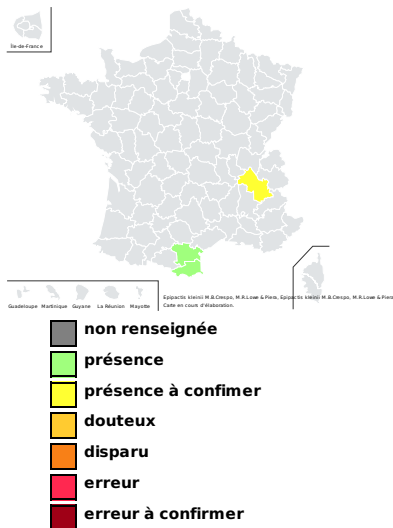 Île-de-France
Guadeloupe Martinique Guyane La Réunion Mayotte
Epipactis kleinii M.B.Crespo, M.R.Lowe & Piera, Epipactis kleinii M.B.Crespo, M.R.Lowe & Piera
Carte en cours d'élaboration.
non renseignée
présence
présence à confimer
douteux
disparu
erreur
erreur à confirmer